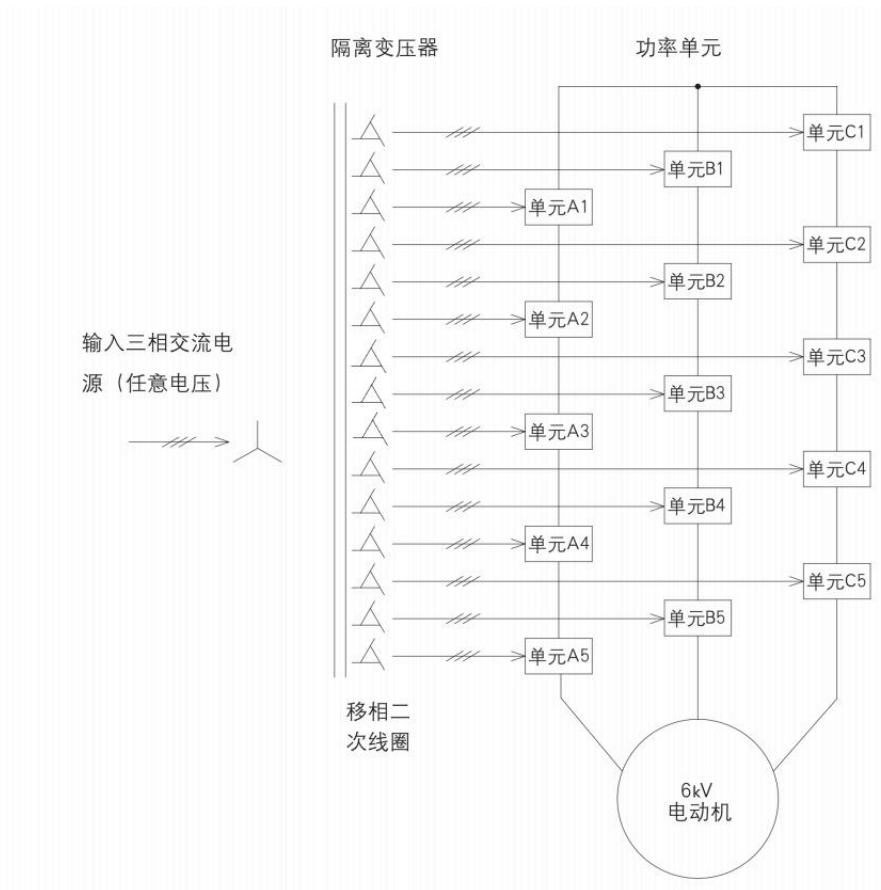 隔离变压器
功率单元
单元C1
单元B1
单元A1
单元C2
单元B2
单元A2
输入三相交流电
源（任意电压）
单元C3
单元B3
单元A3
单元C4
单元B4
单元A4
单元C5
单元B5
单元A5
移相二
次线圈
6kV
电动机